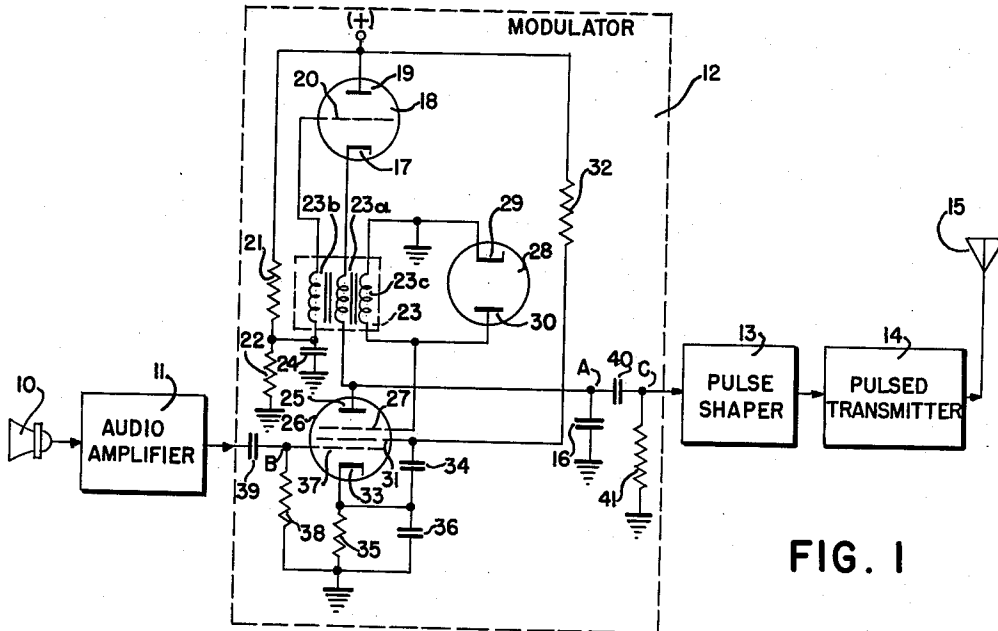 (+)
MODULATOR
12
19
20
18
17
32
29
15
23b
23a
28
21
23c
23
30
22
24
A
40
C
13
14
10
11
25
26
27
PULSE
SHAPER
PULSED
TRANSMITTER
AUDIO
AMPLIFIER
B
39
37
33
31
34
16
41
38
35
36
FIG. 1